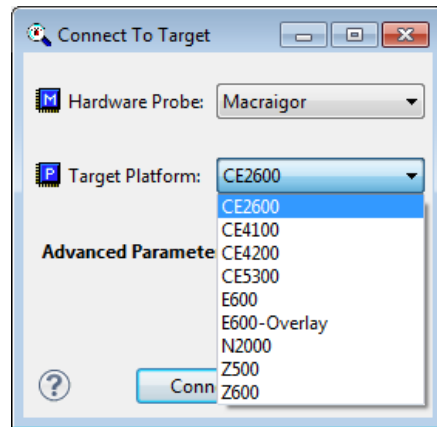 Connect To Target
M Hardware Probe: Macraigor
P Target Platform: CE2600
CE2600
CE4100
Advanced Paramete CE4200
CE5300
E600
E600-Overlay
N2000
Z500
? Conn Z600